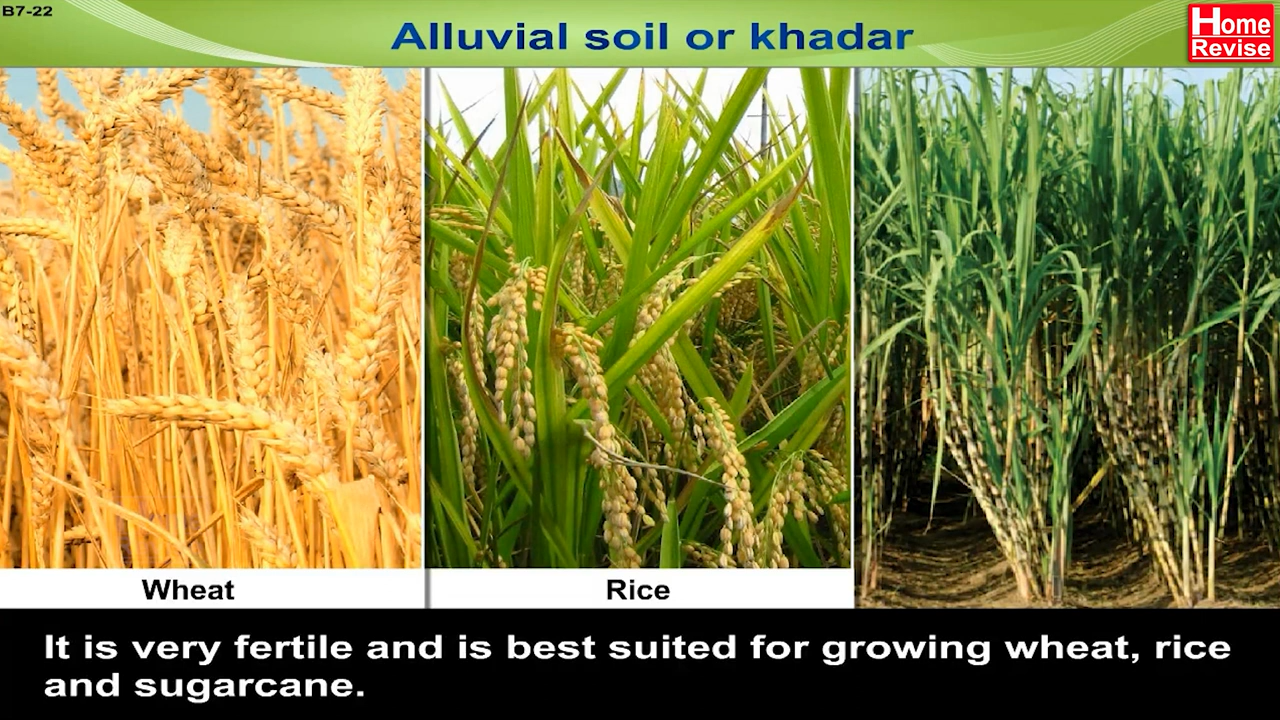 B7-22
Alluvial soil or khadar
Home
Revise
Wheat
Rice
It is very fertile and is best suited for growing wheat, rice
and sugarcane.